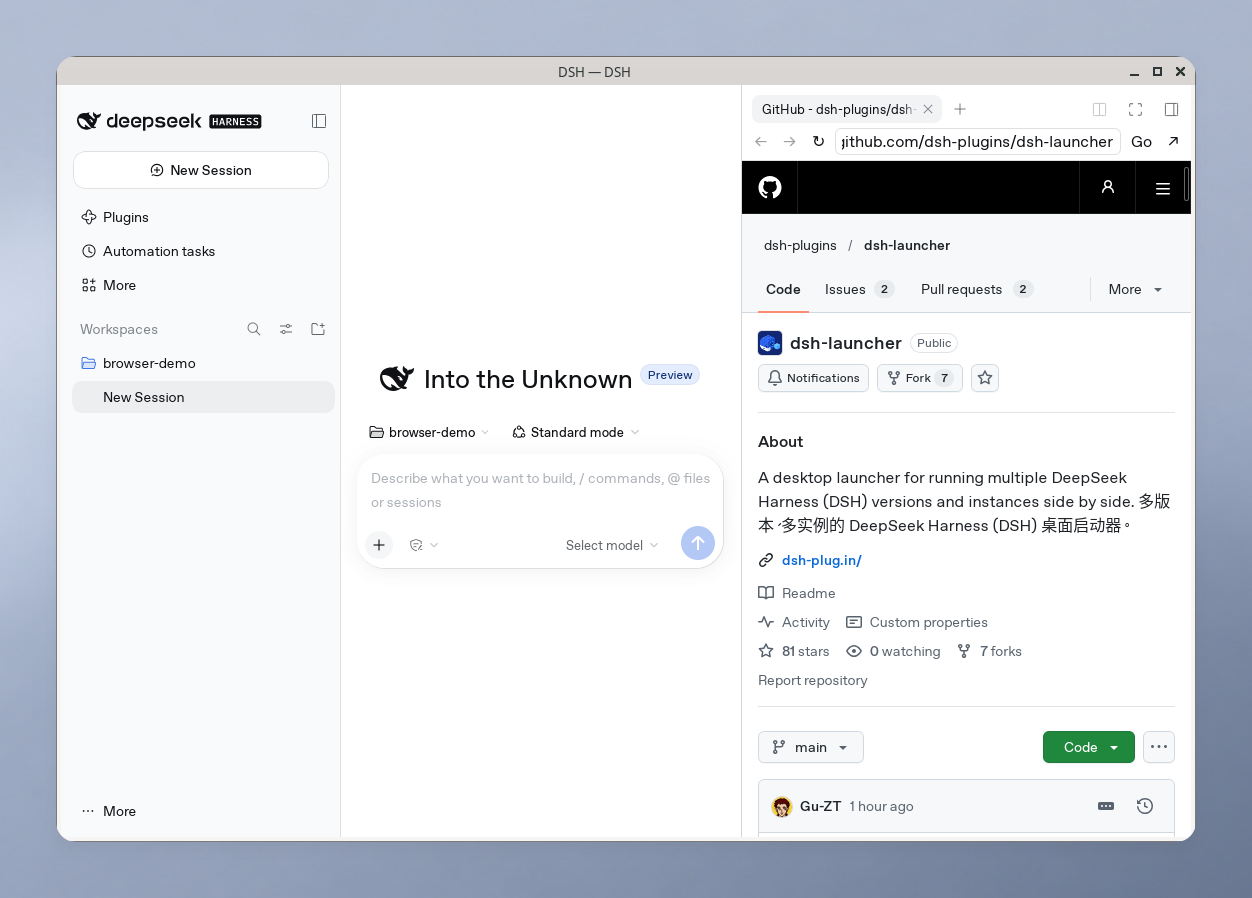 DSH — DSH
deepseek HARNESS
New Session
Plugins
Automation tasks
More
Workspaces
browser-demo
New Session
More
Into the Unknown
Preview
browser-demo
Standard mode
Describe what you want to build, / commands, @ files
or sessions
Select model
GitHub - dsh-plugins/dsh-
github.com/dsh-plugins/dsh-launcher
Go
dsh-plugins / dsh-launcher
Code
Issues 2
Pull requests 2
More
dsh-launcher
Public
Notifications
Fork 7
About
A desktop launcher for running multiple DeepSeek
Harness (DSH) versions and instances side by side. 多版
本、多实例的 DeepSeek Harness (DSH) 桌面启动器。
dsh-plug.in/
Readme
Activity
Custom properties
81 stars
0 watching
7 forks
Report repository
main
Code
Gu-ZT
1 hour ago